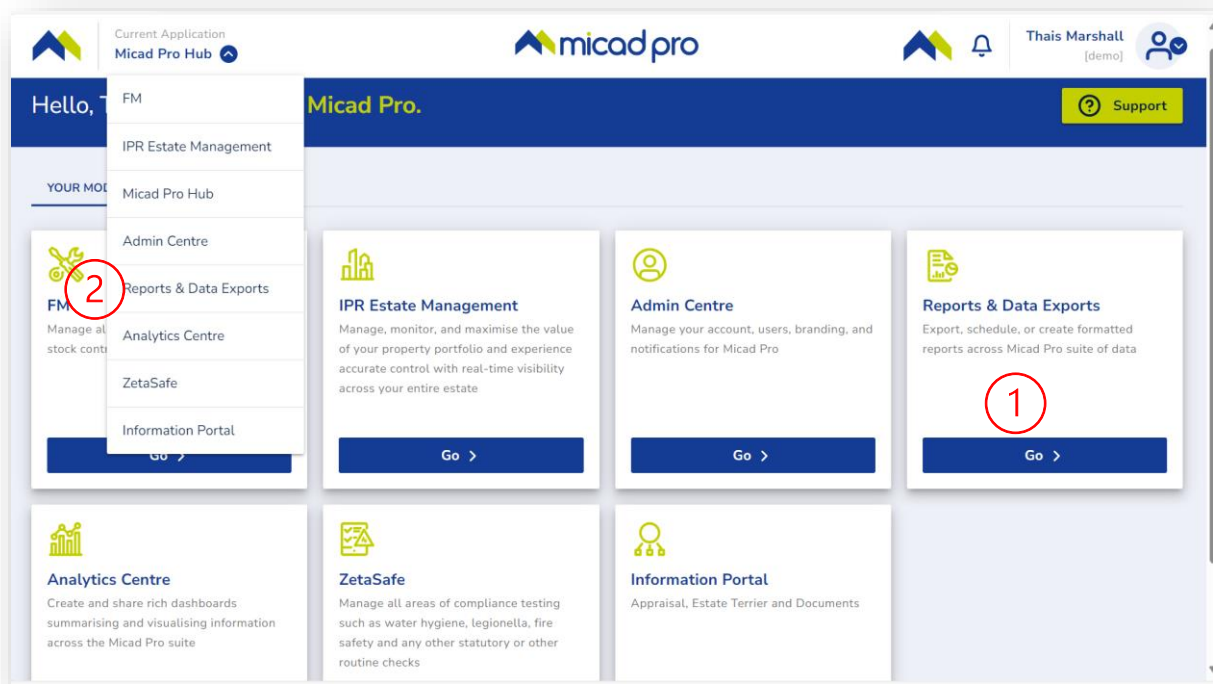 Current Application
Micad Pro Hub
micad pro
Thais Marshall
[demo]
Hello, T
Micad Pro.
Support
FM
IPR Estate Management
Micad Pro Hub
Admin Centre
Reports & Data Exports
Analytics Centre
ZetaSafe
Information Portal
YOUR MOD
2
FM
Manage al
stock contr
Go
IPR Estate Management
Manage, monitor, and maximise the value
of your property portfolio and experience
accurate control with real-time visibility
across your entire estate
Go
Admin Centre
Manage your account, users, branding, and
notifications for Micad Pro
Go
Reports & Data Exports
Export, schedule, or create formatted
reports across Micad Pro suite of data
1
Go
Analytics Centre
Create and share rich dashboards
summarising and visualising information
across the Micad Pro suite
ZetaSafe
Manage all areas of compliance testing
such as water hygiene, legionella, fire
safety and any other statutory or other
routine checks
Information Portal
Appraisal, Estate Terrier and Documents